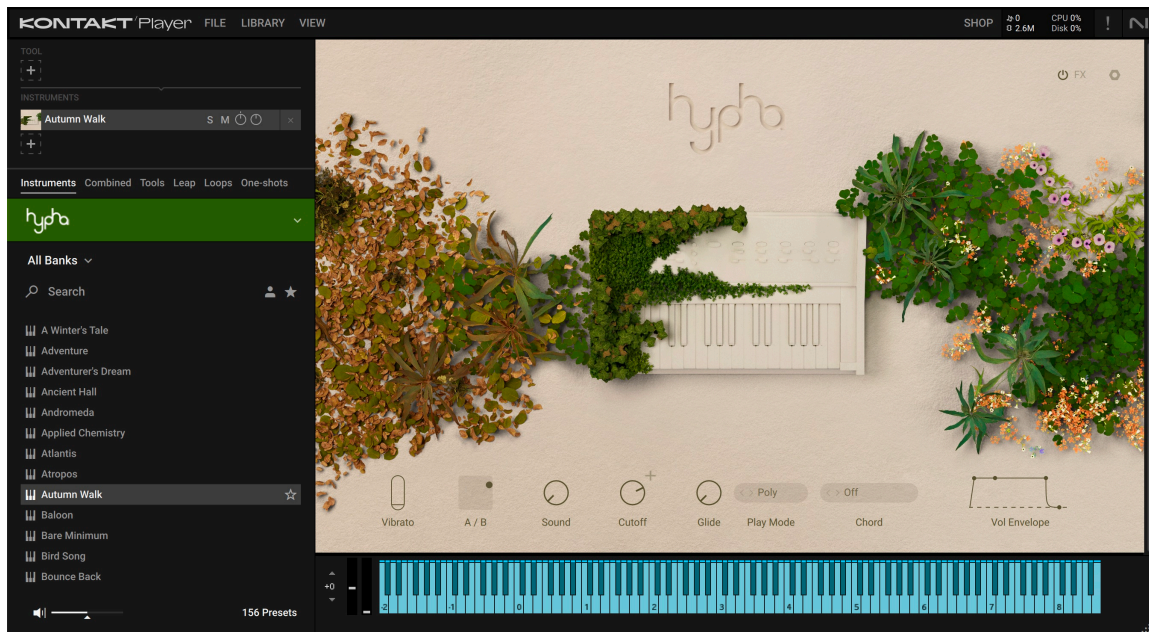 KONTAKT'Player FILE LIBRARY VIEW SHOP 0 2.6M CPU 0% Disk 0% !
TOOL
INSTRUMENTS
Autumn Walk S M
Instruments Combined Tools Leap Loops One-shots
hypha
All Banks
Search
A Winter's Tale
Adventure
Adventurer's Dream
Ancient Hall
Andromeda
Applied Chemistry
Atlantis
Atropos
Autumn Walk
Baloon
Bare Minimum
Bird Song
Bounce Back
156 Presets
FX
hypha
Poly Off
Vibrato A / B Sound Cutoff Glide Play Mode Chord Vol Envelope
+0
-2 -1 0 1 2 3 4 5 6 7 8